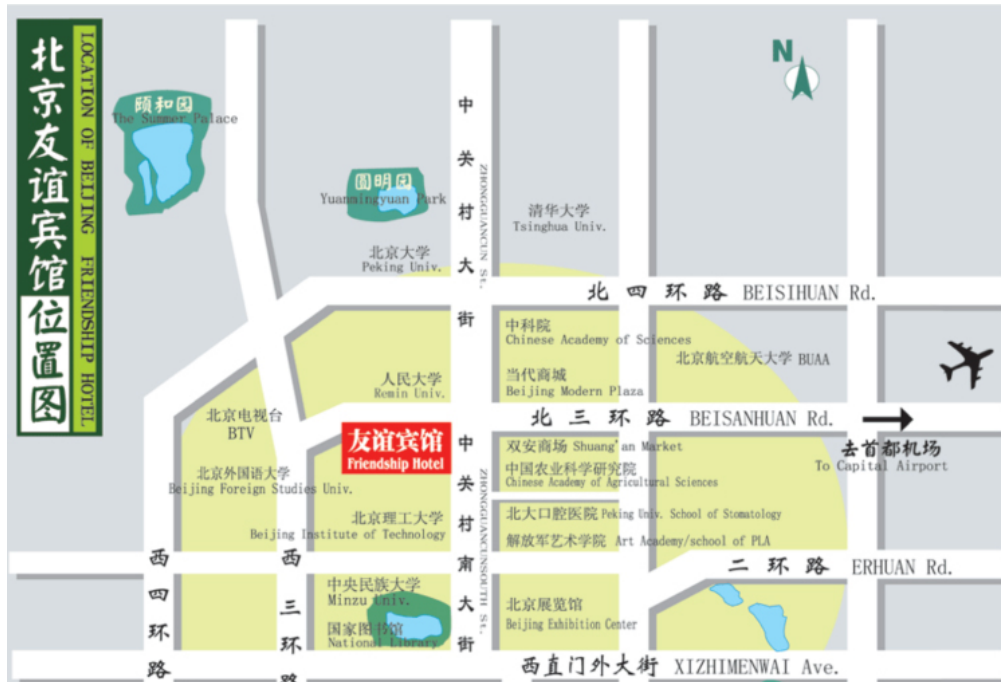 北京友谊宾馆位置图
LOCATION OF BEIJING FRIENDSHIP HOTEL
N
颐和园
The Summer Palace
圆明园
Yuanmingyuan Park
中关村大街
ZHONGGUANCUN St.
清华大学
Tsinghua Univ.
北京大学
Peking Univ.
北四环路 BEISIHUAN Rd.
中科院
Chinese Academy of Sciences
北京航空航天大学 BUAA
人民大学
Remin Univ.
当代商城
Beijing Modern Plaza
北京电视台
BTV
北三环路 BEISANHUAN Rd.
去首都机场
To Capital Airport
友谊宾馆
Friendship Hotel
双安商场 Shuang'an Market
北京外国语大学
Beijing Foreign Studies Univ.
中国农业科学研究院
Chinese Academy of Agricultural Sciences
中关村南大街
ZHONGGUANCUNSOUTH St.
北京理工大学
Beijing Institute of Technology
北大口腔医院 Peking Univ. School of Stomatology
解放军艺术学院 Art Academy/school of PLA
二环路 ERHUAN Rd.
西四环路
西三环路
中央民族大学
Minzu Univ.
国家图书馆
National Library
北京展览馆
Beijing Exhibition Center
西直门外大街 XIZHIMENWAI Ave.